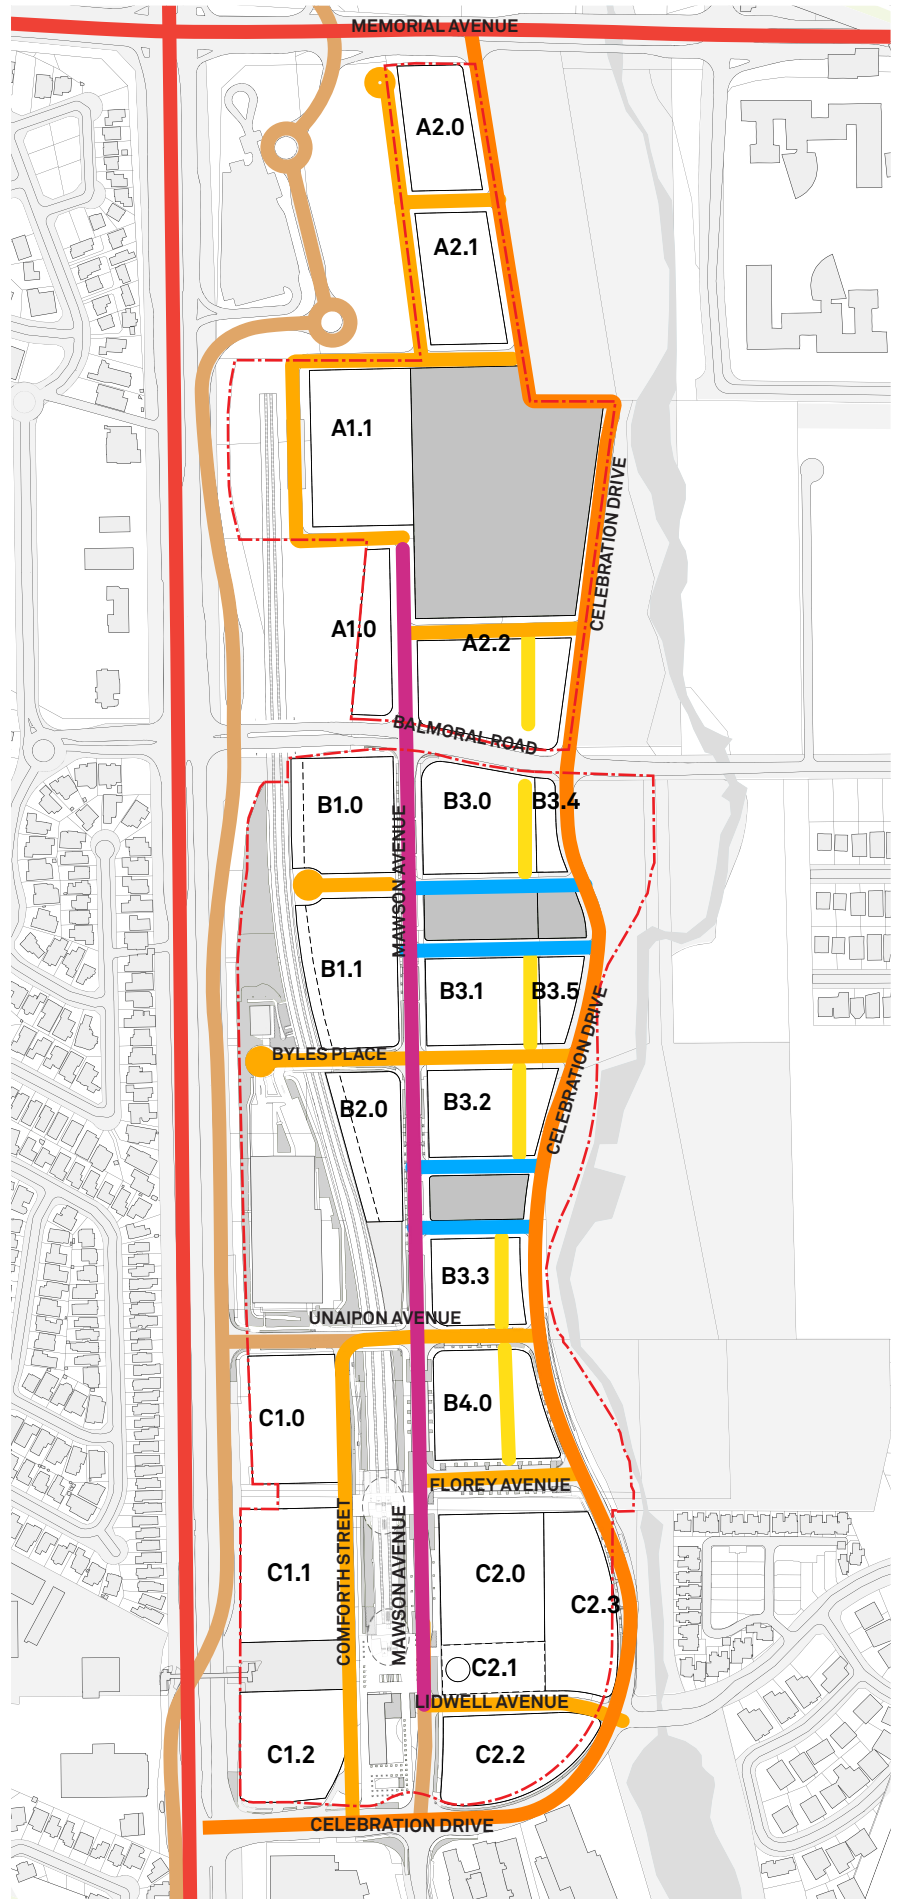 MEMORIAL AVENUE
A2.0
A2.1
A1.1
CELEBRATION DRIVE
A1.0
A2.2
BALMORAL ROAD
B1.0
B3.0
B3.4
MAWSON AVENUE
B1.1
B3.1
B3.5
CELEBRATION DRIVE
BYLES PLACE
B2.0
B3.2
B3.3
UNAIPON AVENUE
C1.0
B4.0
FLOREY AVENUE
COMFORTH STREET
MAWSON AVENUE
C1.1
C2.0
C2.3
C2.1
LIDWELL AVENUE
C1.2
C2.2
CELEBRATION DRIVE